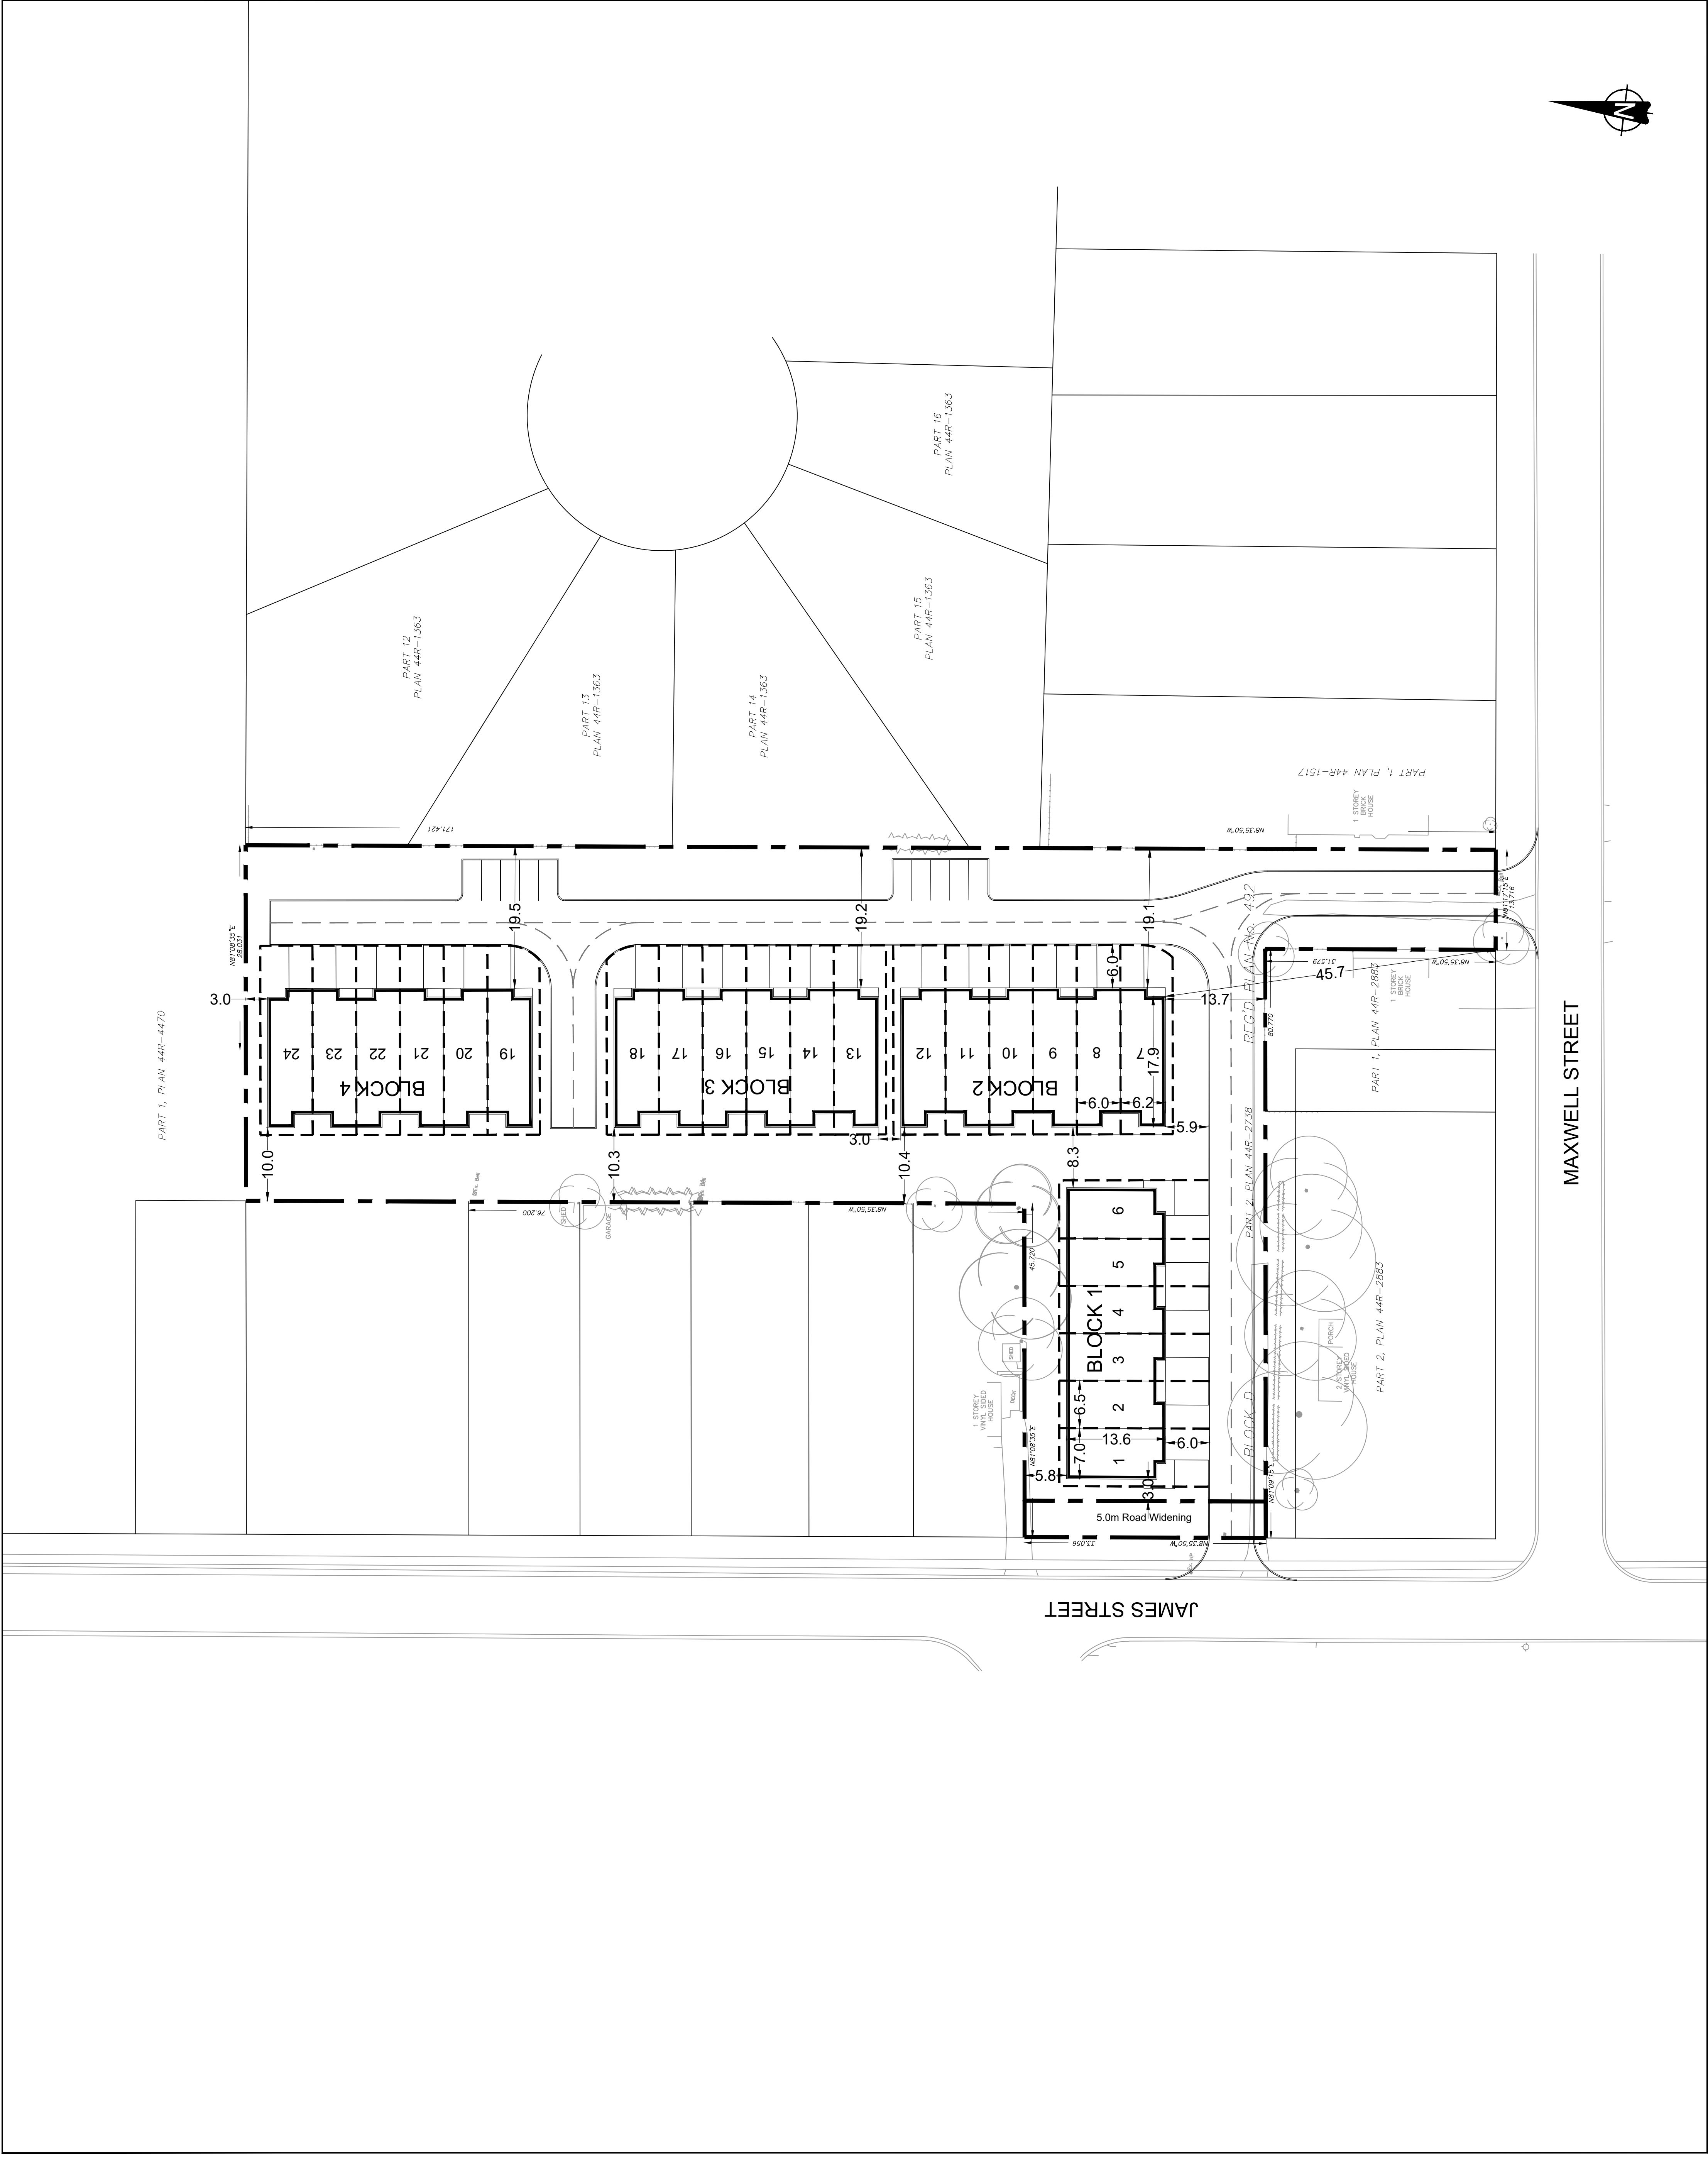 N
PART 16
PLAN 44R-1363
PART 15
PLAN 44R-1363
PART 12
PLAN 44R-1363
PART 13
PLAN 44R-1363
PART 14
PLAN 44R-1363
PART 1, PLAN 44R-1517
1 STOREY
BRICK
HOUSE
171.421
N8°35'50"W
N81°08'35"E
28.031
19.5
19.2
19.1
REG'D. PLAN No. 492
N81°17'15"E
13.716
3.0
6.0
13.7
31.579
N8°35'50"W
45.7
1 STOREY
BRICK
HOUSE
PART 1, PLAN 44R-2883
80.770
PART 1, PLAN 44R-4470
24
23
22
21
20
19
BLOCK 4
18
17
16
15
14
13
BLOCK 3
12
11
10
9
8
7
BLOCK 2
17.9
6.0
6.2
5.9
3.0
10.0
10.3
10.4
8.3
MAXWELL STREET
PART 2, PLAN 44R-2738
76.200
SHED
GARAGE
N8°35'50"W
45.720
6
5
4
3
2
1
BLOCK 1
6.5
7.0
13.6
6.0
5.8
3.0
SHED
DECK
1 STOREY
VINYL SIDED
HOUSE
N81°08'35"E
PORCH
2 STOREY
VINYL SIDED
HOUSE
PART 2, PLAN 44R-2883
BLOCK D
N81°09'15"E
5.0m Road Widening
33.056
N8°35'50"W
JAMES STREET